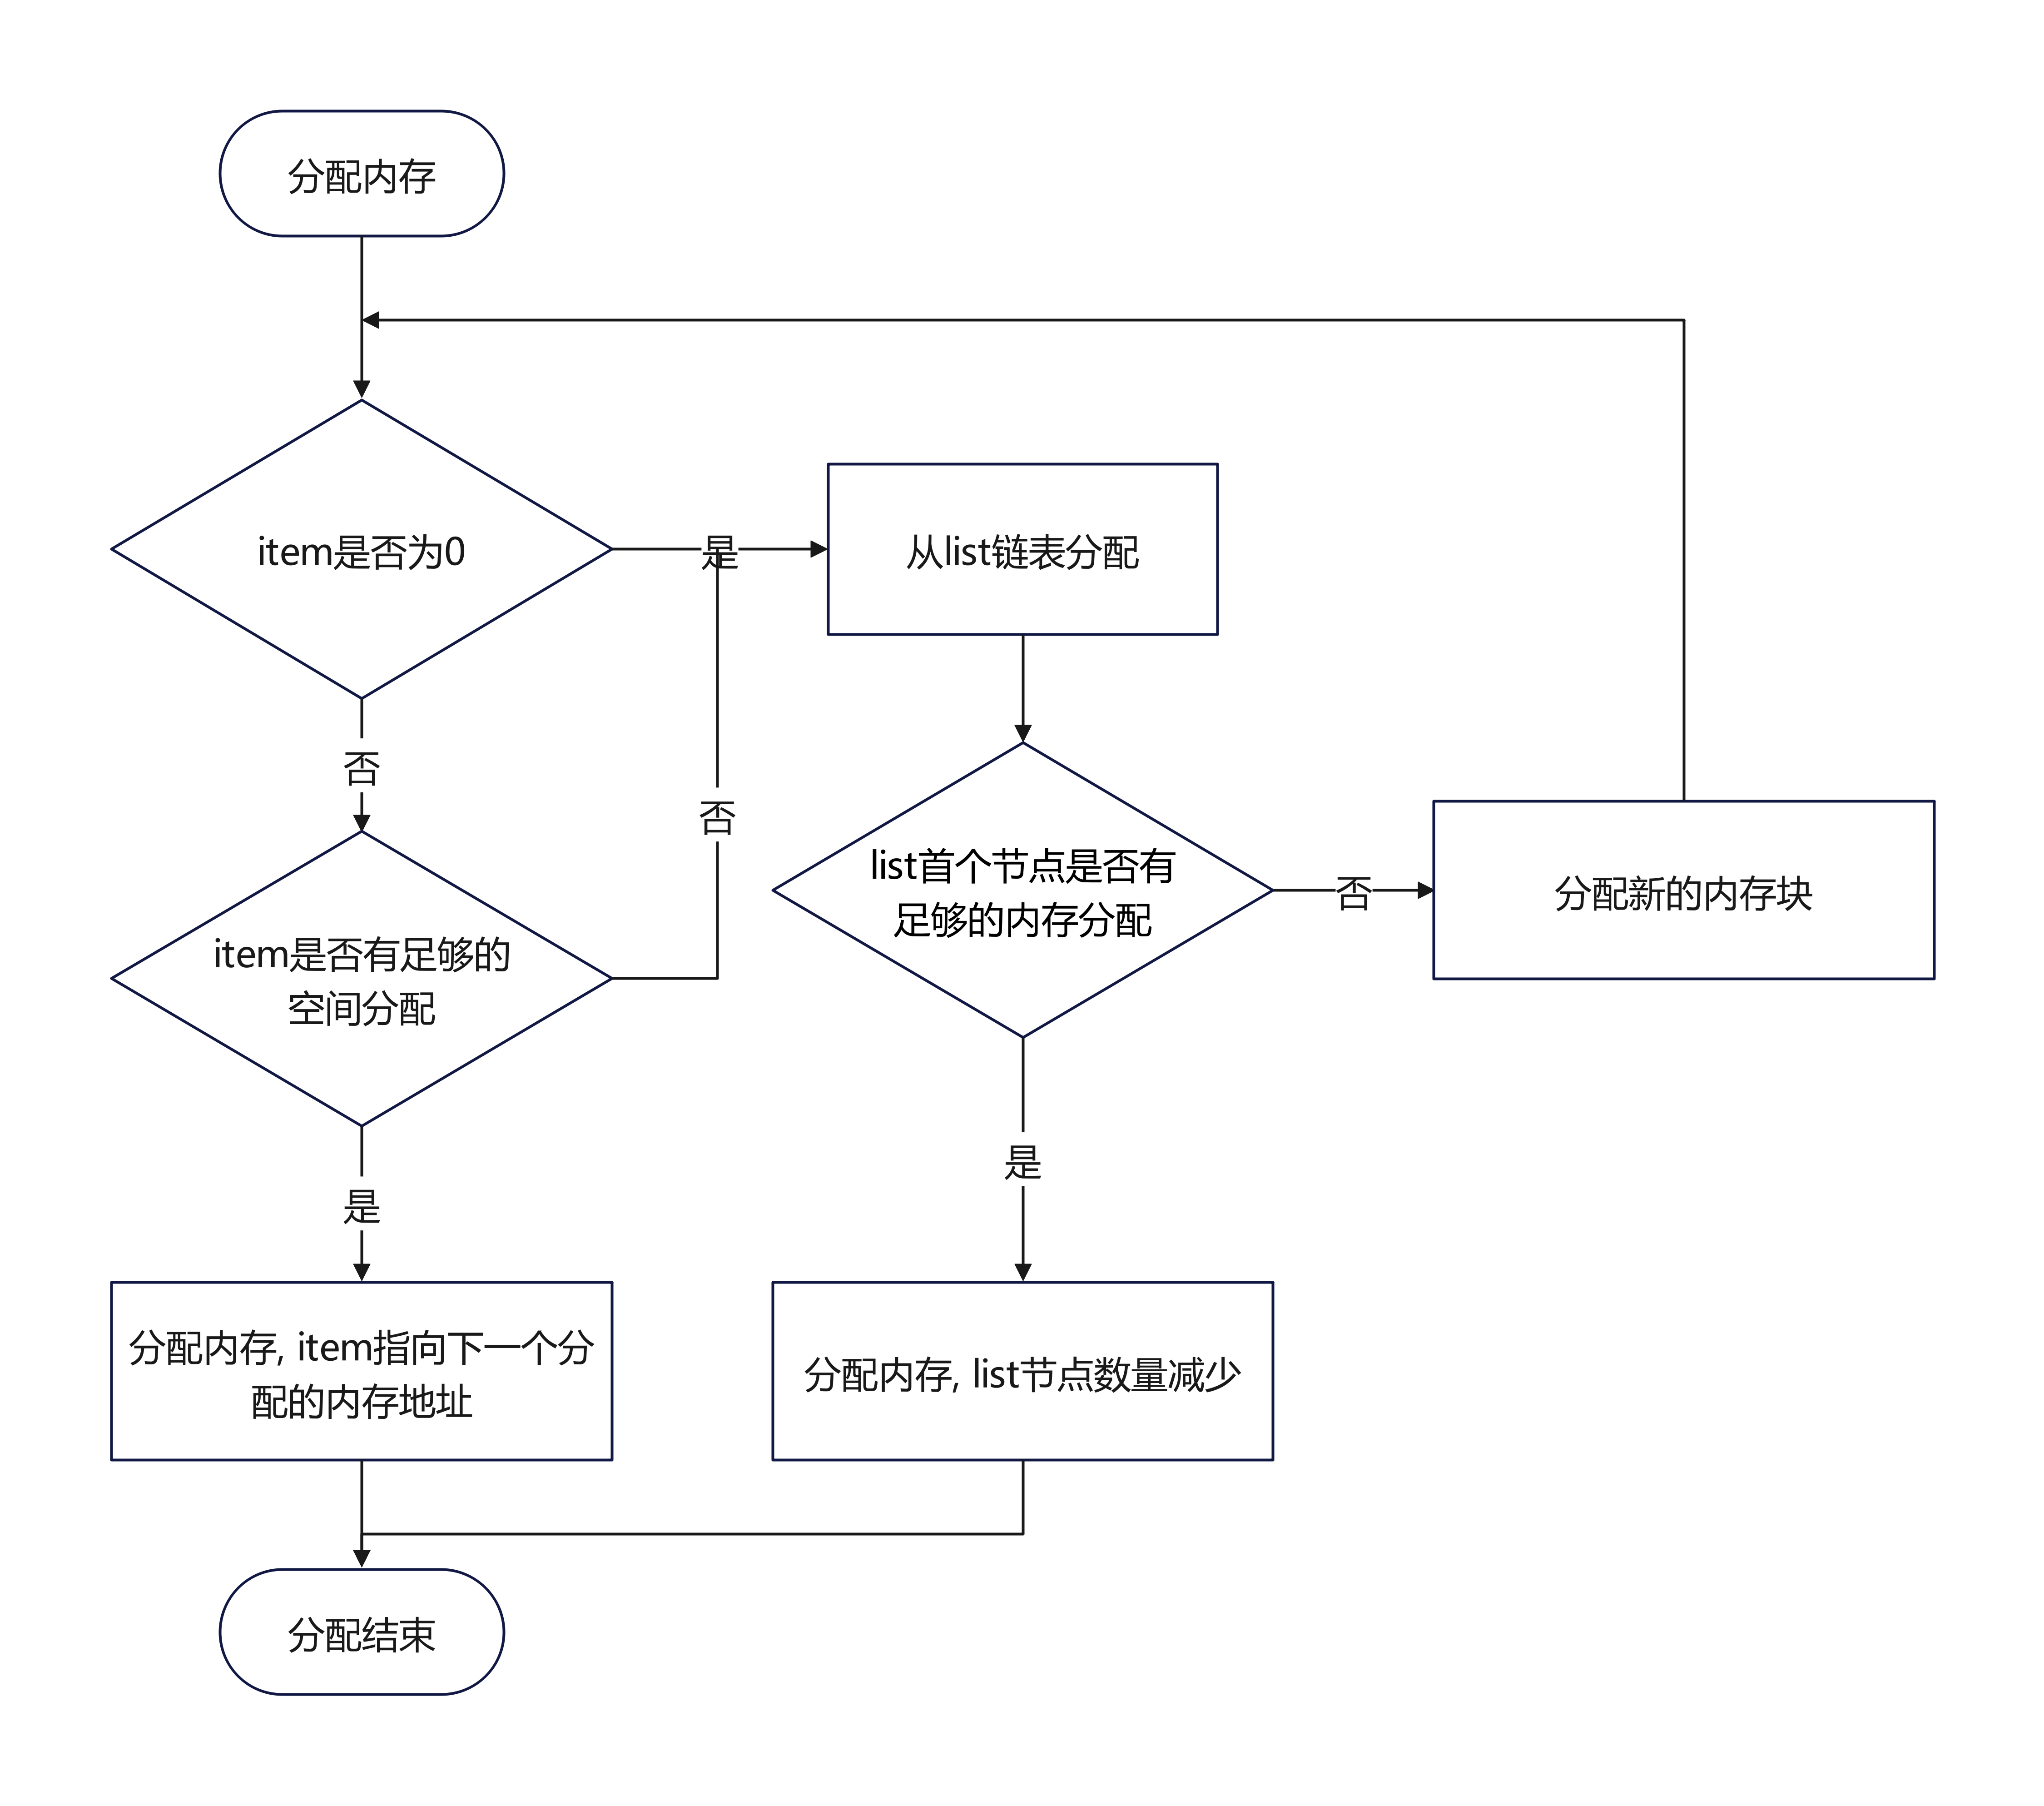 分配内存
item是否为0
是
从list链表分配
否
否
list首个节点是否有
足够的内存分配
否
分配新的内存块
item是否有足够的
空间分配
是
是
分配内存, item指向下一个分
配的内存地址
分配内存, list节点数量减少
分配结束